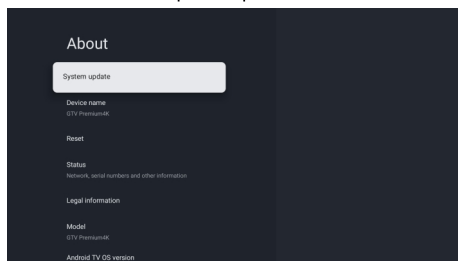 About
System update
Device name
GTV Premium4K
Reset
Status
Network, serial numbers and other information
Legal information
Model
GTV Premium4K
Android TV OS version